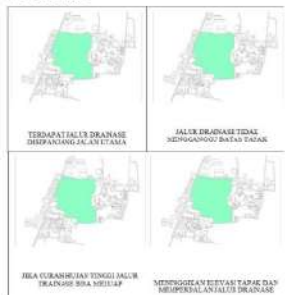 TERDAPAT JALUR DRAINASE
DISEPANJANG JALAN UTAMA
JALUR DRAINASE TIDAK
MENGGANGGU BATAS TAPAK
JIKA CURAH HUJAN TINGGI JALUR
DRAINASE BISA MELUAP
MENINGGIKAN ELEVASI TAPAK DAN
MEMPERDALAM JALUR DRAINASE